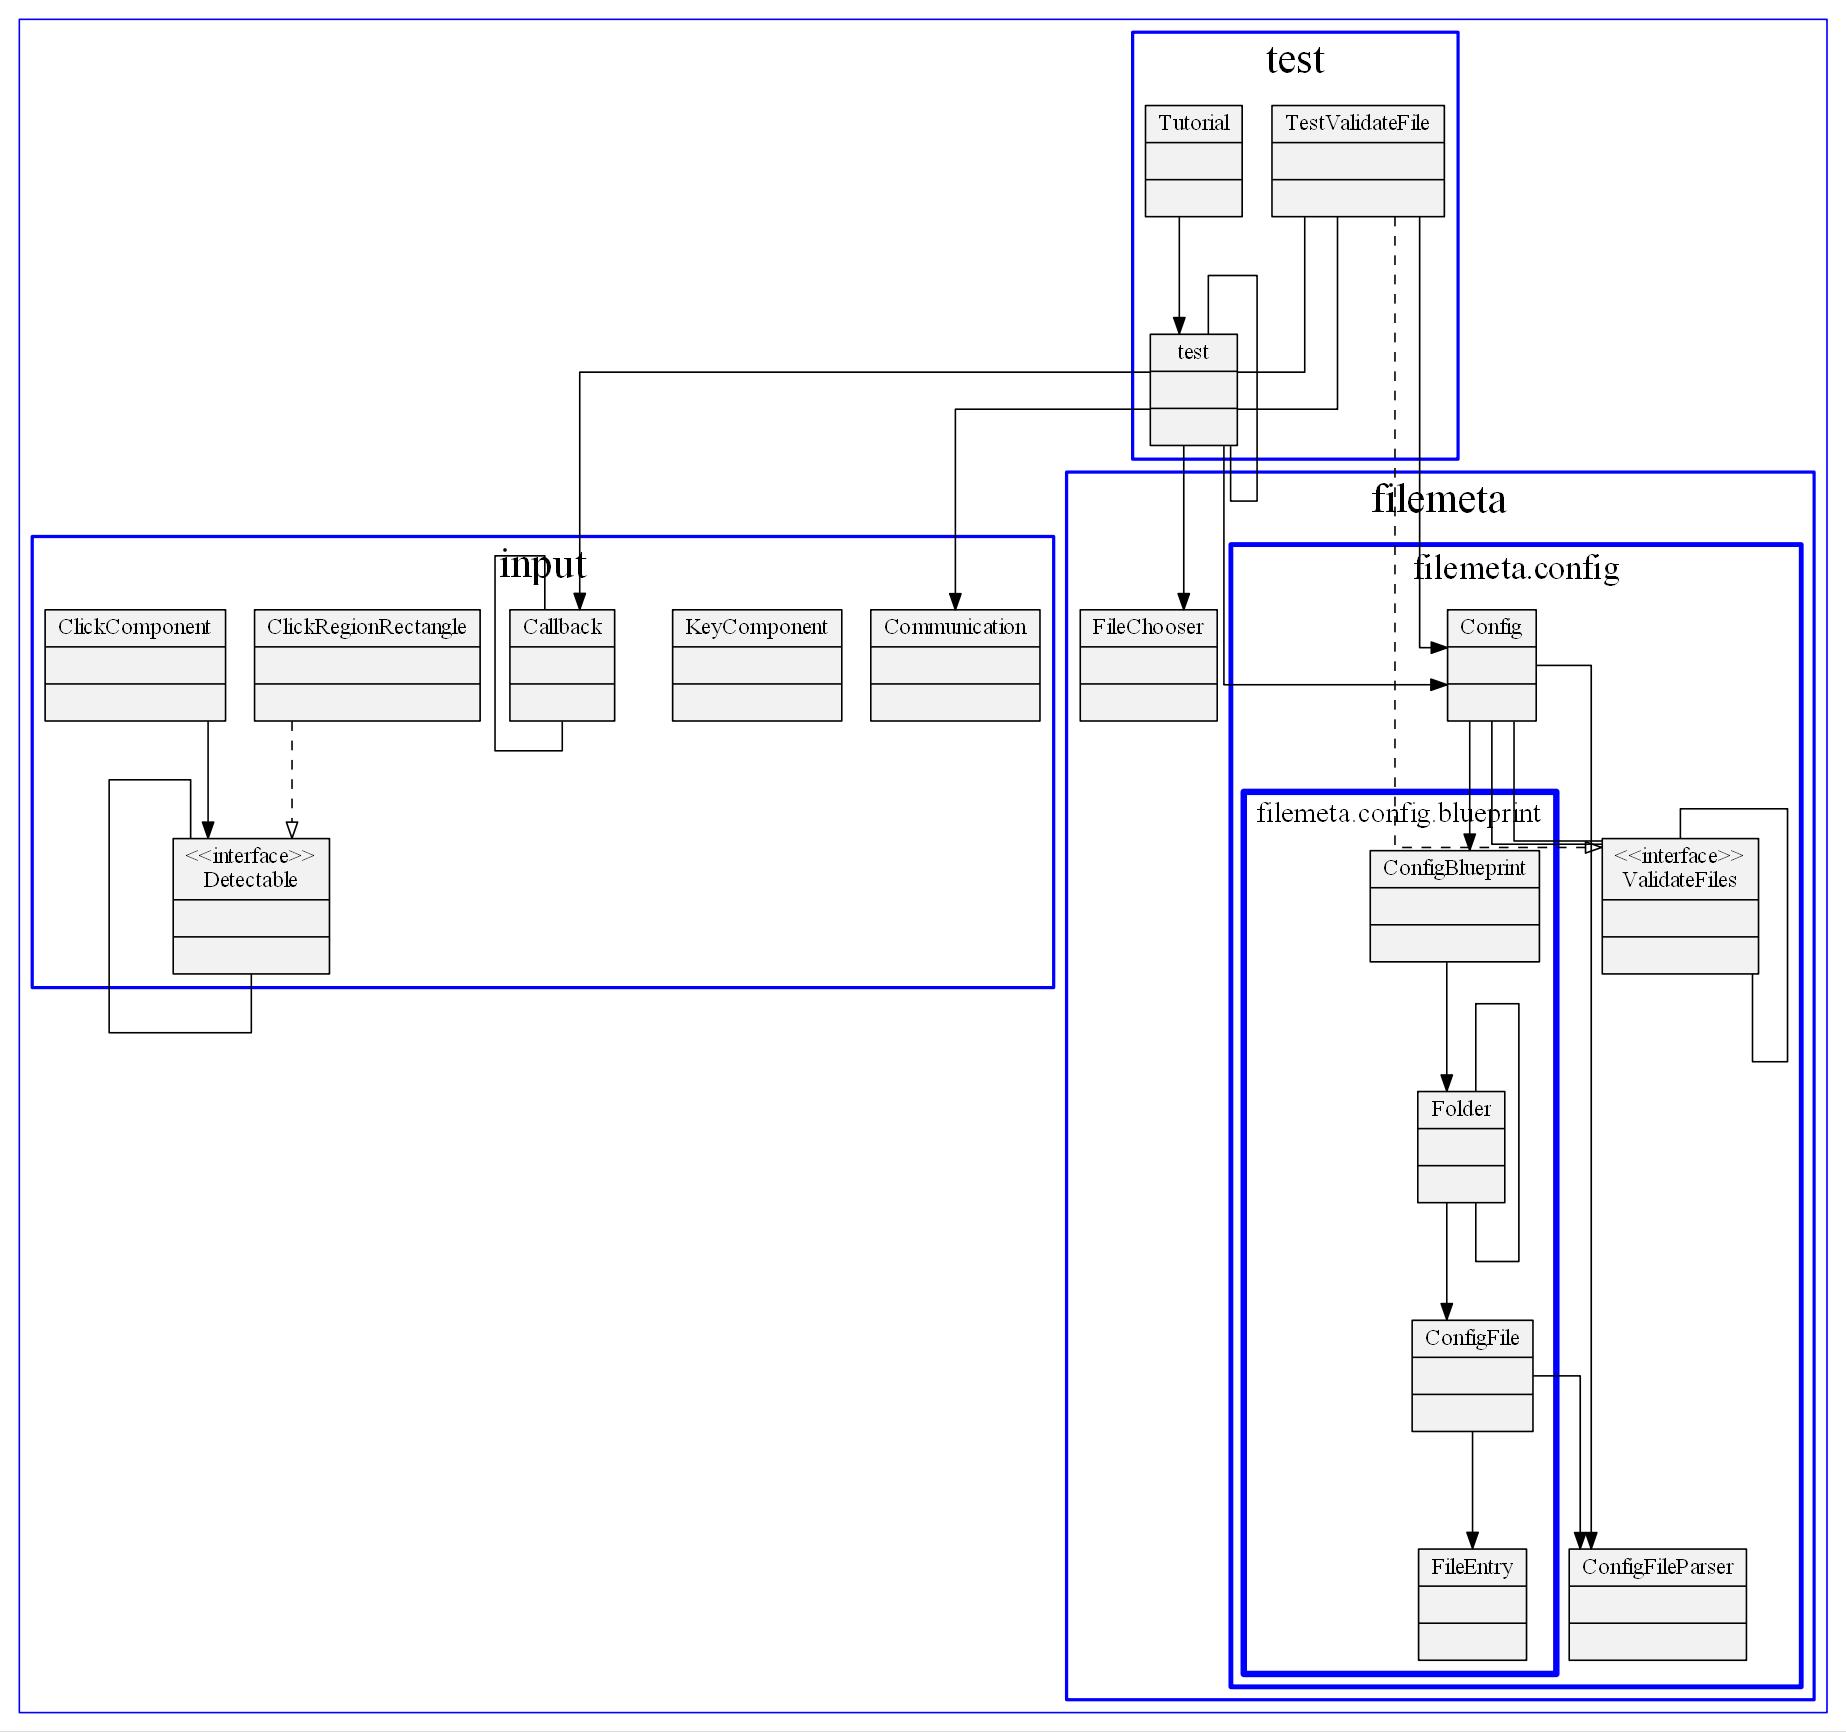 test
Tutorial
TestValidateFile
test
filemeta
input
filemeta.config
ClickComponent
ClickRegionRectangle
Callback
KeyComponent
Communication
FileChooser
Config
filemeta.config.blueprint
<<interface>>
Detectable
ConfigBlueprint
<<interface>>
ValidateFiles
Folder
ConfigFile
FileEntry
ConfigFileParser